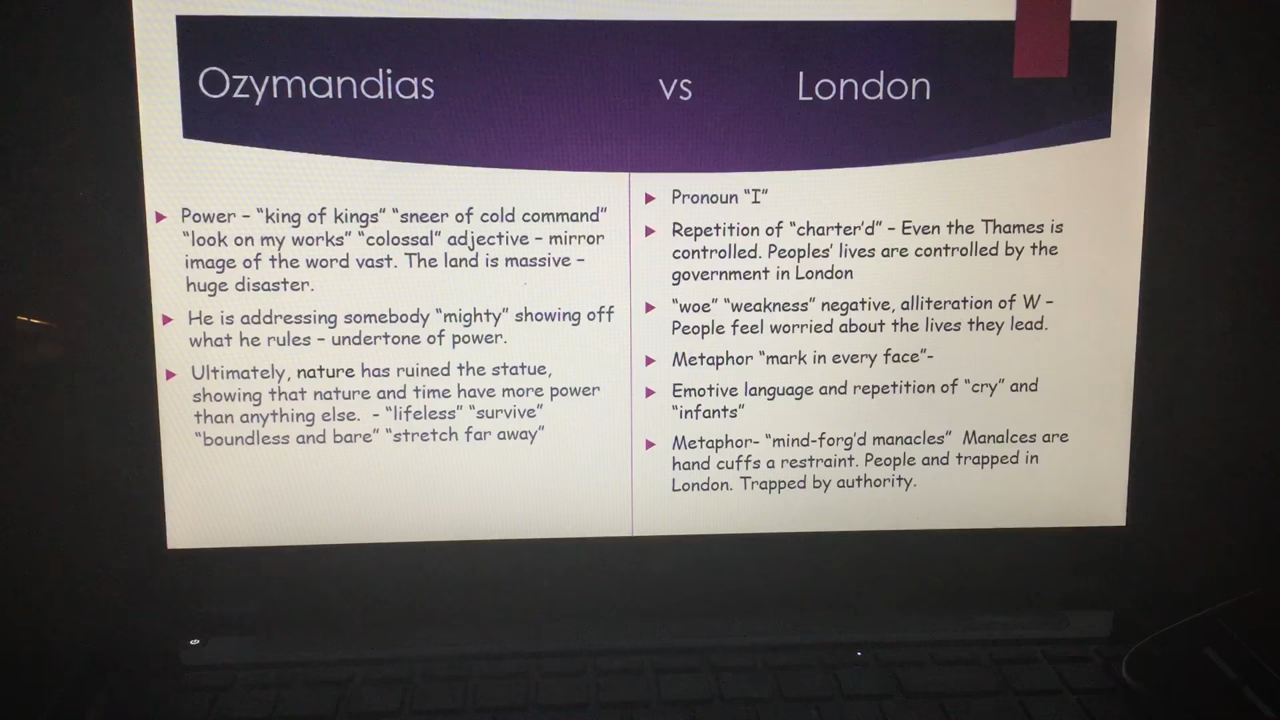 Ozymandias vs London
Power – “king of kings” “sneer of cold command”
“look on my works” “colossal” adjective – mirror
image of the word vast. The land is massive –
huge disaster.
He is addressing somebody “mighty” showing off
what he rules – undertone of power.
Ultimately, nature has ruined the statue,
showing that nature and time have more power
than anything else. - “lifeless” “survive”
“boundless and bare” “stretch far away”
Pronoun “I”
Repetition of “charter’d” – Even the Thames is
controlled. Peoples’ lives are controlled by the
government in London
“woe” “weakness” negative, alliteration of W –
People feel worried about the lives they lead.
Metaphor “mark in every face”-
Emotive language and repetition of “cry” and
“infants”
Metaphor- “mind-forg’d manacles” Manalces are
hand cuffs a restraint. People and trapped in
London. Trapped by authority.